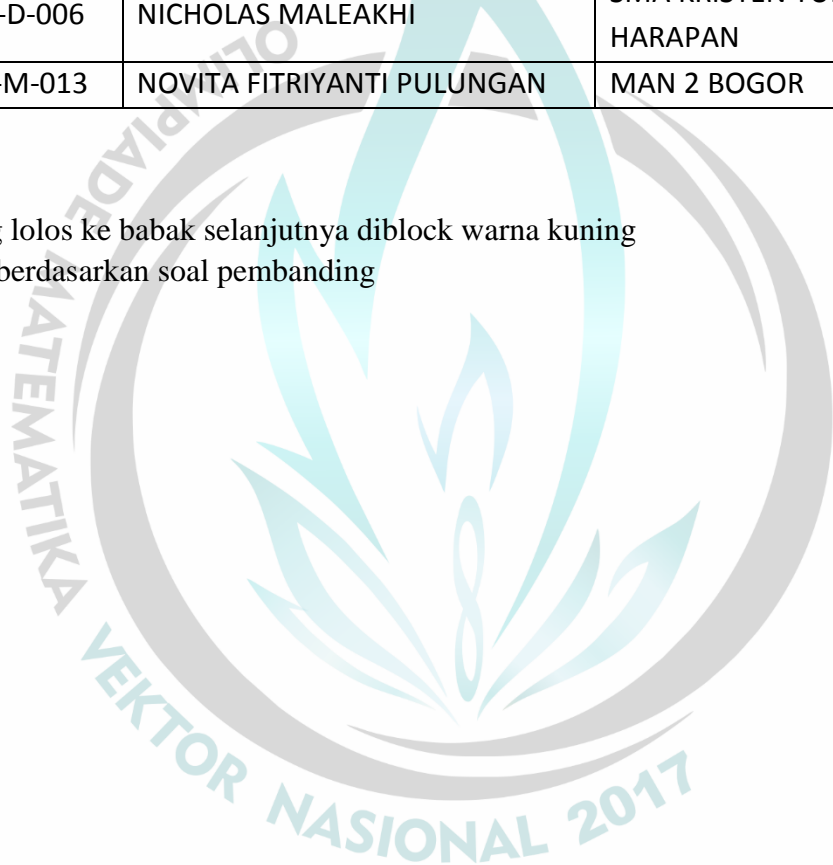 -D-006 NICHOLAS MALEAKHI
HARAPAN
-M-013 NOVITA FITRIYANTI PULUNGAN MAN 2 BOGOR
lolos ke babak selanjutnya diblock warna kuning
berdasarkan soal pembanding
OLIMPIADE MATEMATIKA VEKTOR NASIONAL 2017